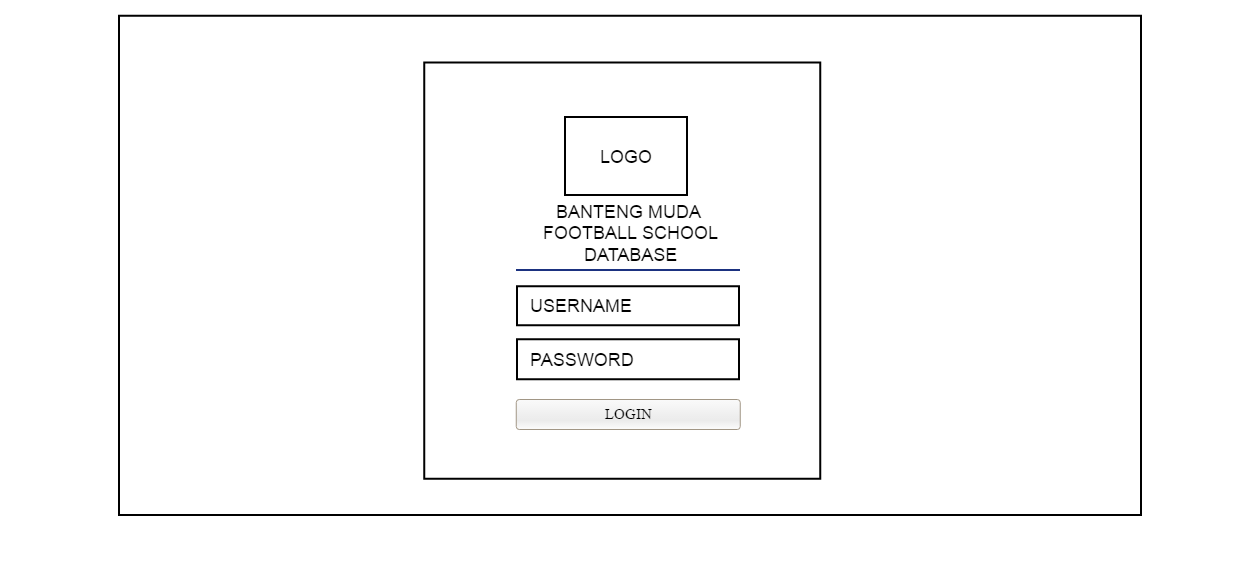 LOGO
BANTENG MUDA
FOOTBALL SCHOOL
DATABASE
USERNAME
PASSWORD
LOGIN